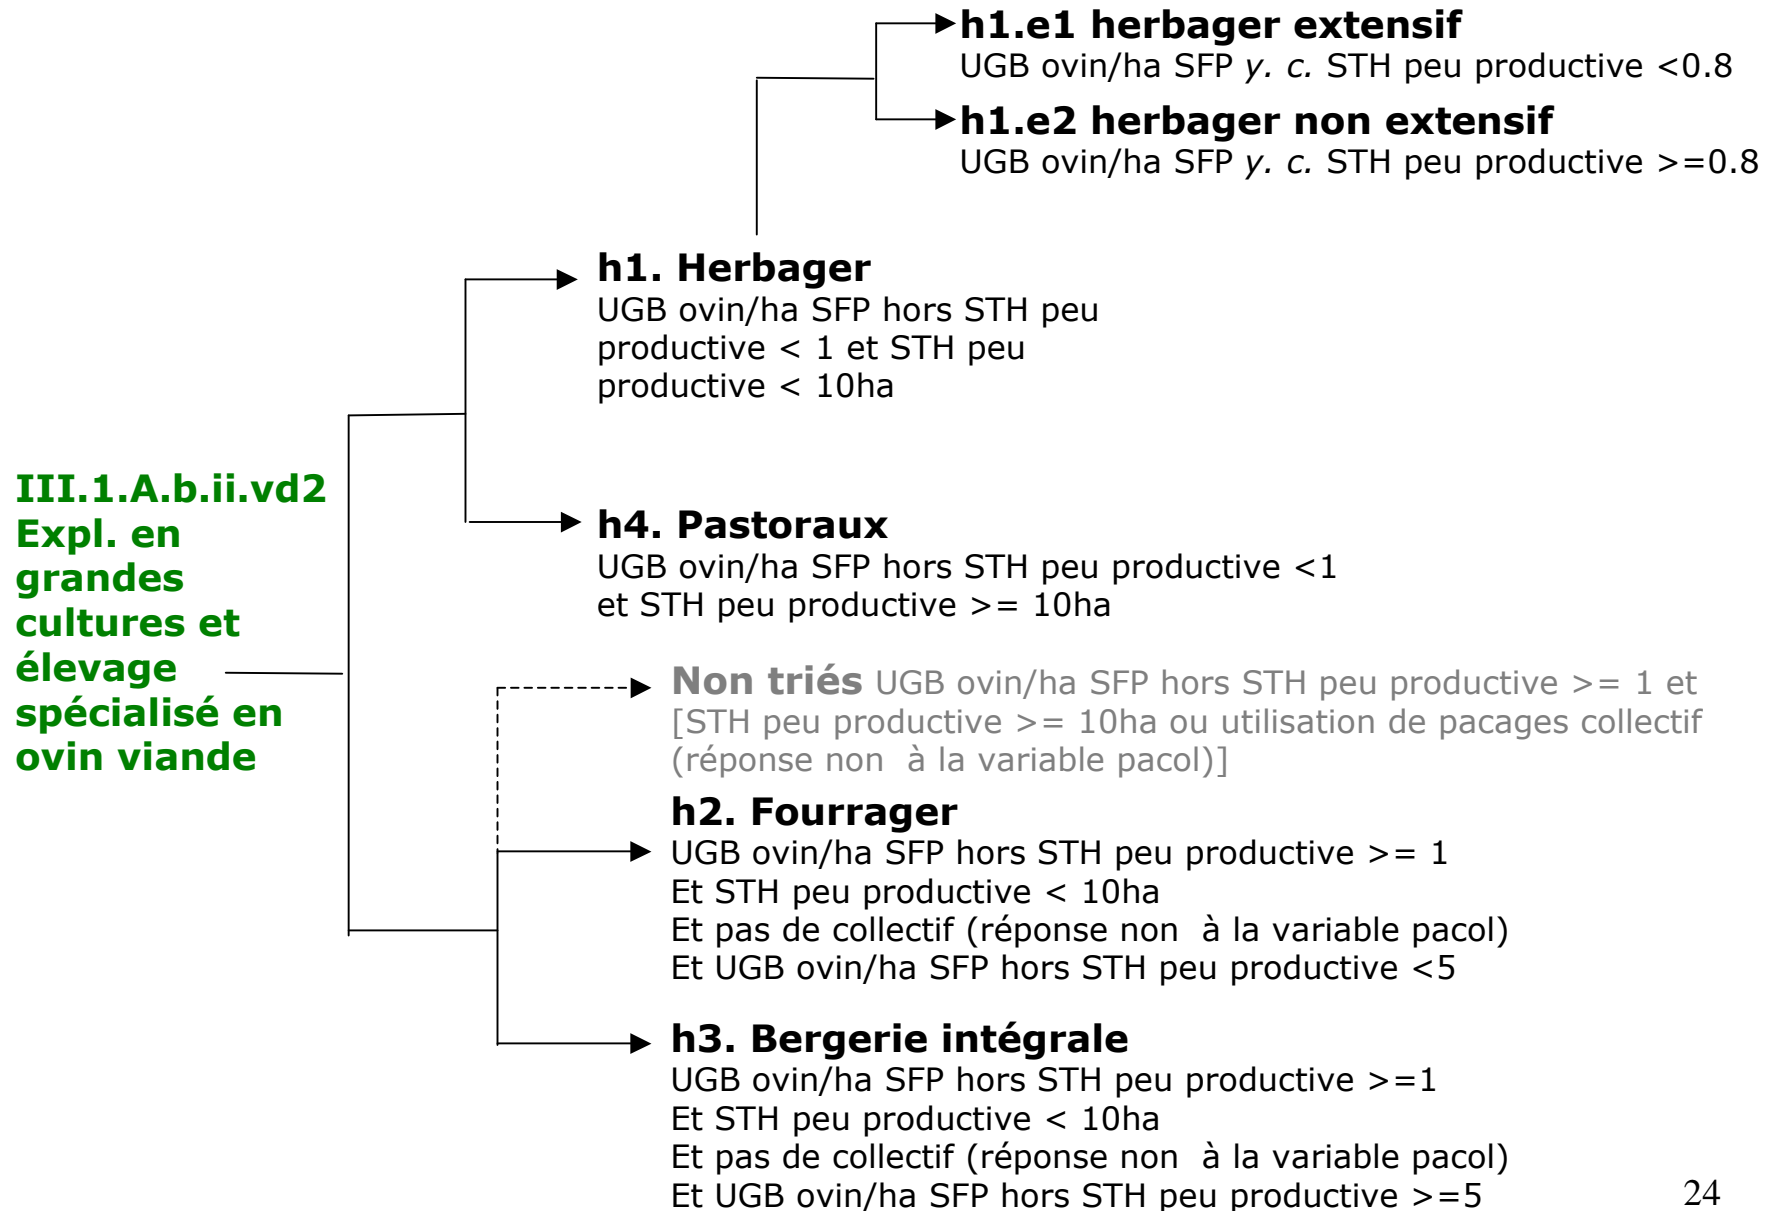 h1.e1 herbager extensif
UGB ovin/ha SFP y. c. STH peu productive <0.8
h1.e2 herbager non extensif
UGB ovin/ha SFP y. c. STH peu productive >=0.8
h1. Herbager
UGB ovin/ha SFP hors STH peu
productive < 1 et STH peu
productive < 10ha
III.1.A.b.ii.vd2
Expl. en
grandes
cultures et
élevage
spécialisé en
ovin viande
h4. Pastoraux
UGB ovin/ha SFP hors STH peu productive <1
et STH peu productive >= 10ha
Non triés UGB ovin/ha SFP hors STH peu productive >= 1 et
[STH peu productive >= 10ha ou utilisation de pacages collectif
(réponse non à la variable pacol)]
h2. Fourrager
UGB ovin/ha SFP hors STH peu productive >= 1
Et STH peu productive < 10ha
Et pas de collectif (réponse non à la variable pacol)
Et UGB ovin/ha SFP hors STH peu productive <5
h3. Bergerie intégrale
UGB ovin/ha SFP hors STH peu productive >=1
Et STH peu productive < 10ha
Et pas de collectif (réponse non à la variable pacol)
Et UGB ovin/ha SFP hors STH peu productive >=5
24